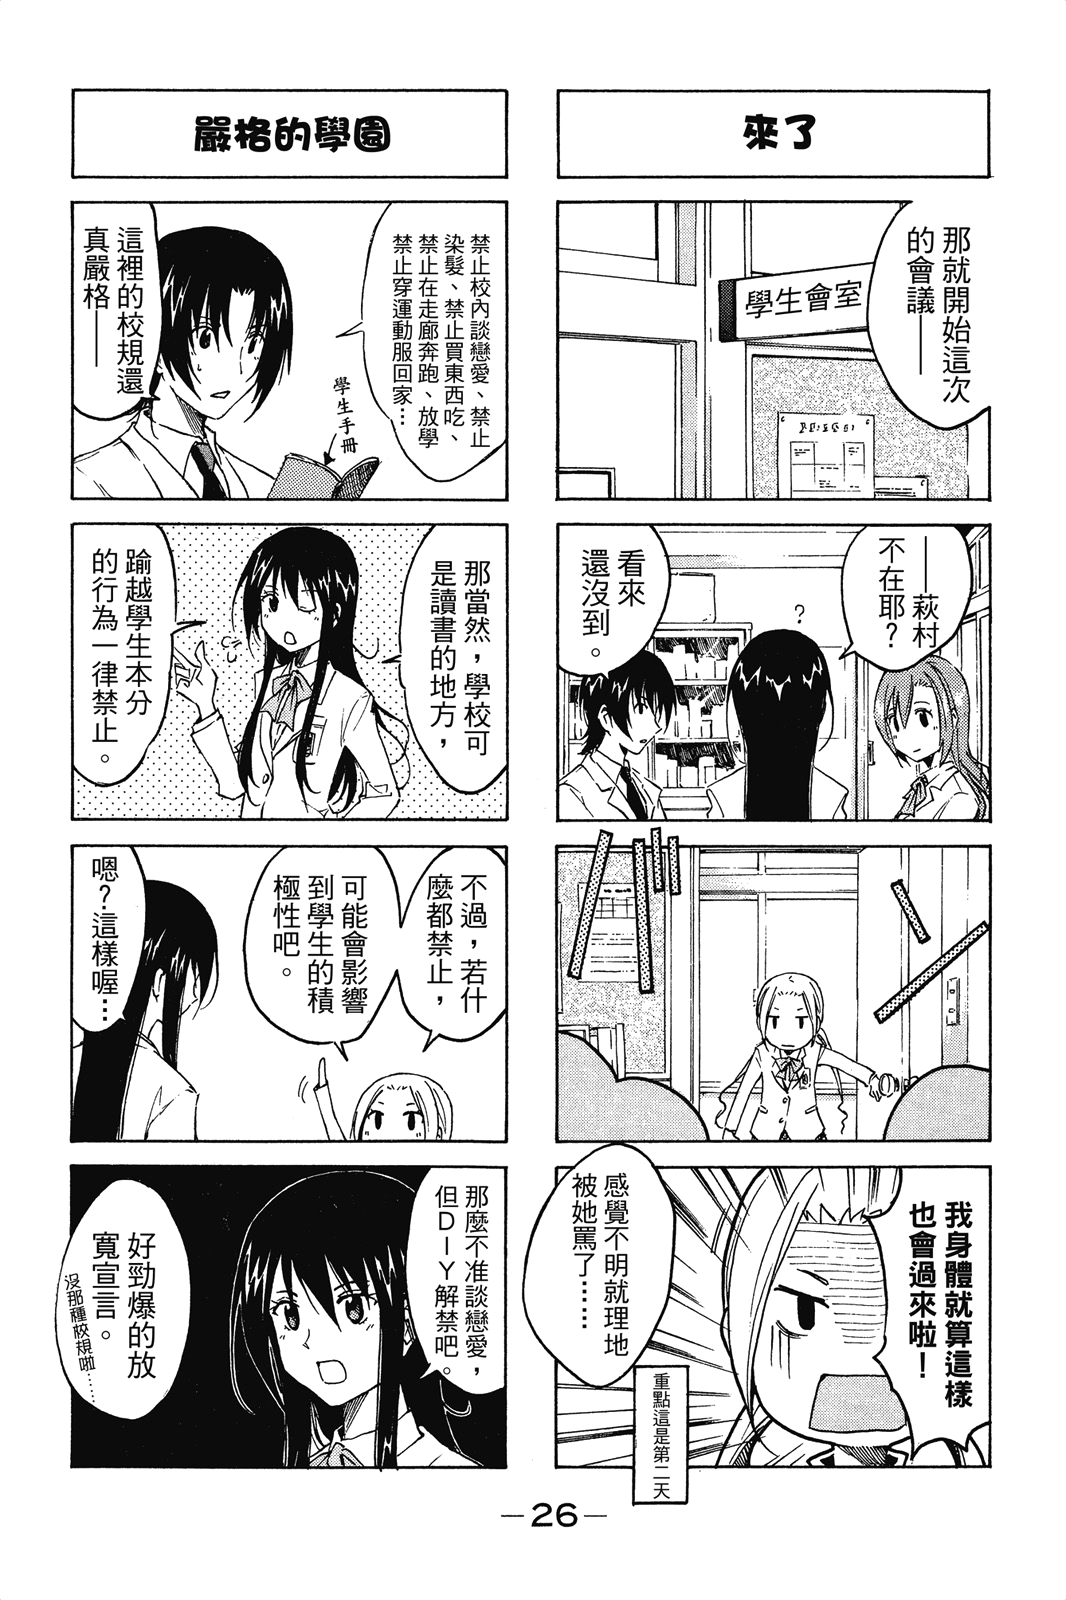 來了
那就開始這次
的會議——
學生會室
——萩村
不在耶?
?
看來
還沒到。
我身體就算這樣
也會過來啦!
感覺不明就理地
被她罵了……
重點這是第二天
嚴格的學園
禁止校內談戀愛、禁止
染髮、禁止買東西吃、
禁止在走廊奔跑、放學
禁止穿運動服回家…
學生手冊
這裡的校規還
真嚴格——
那當然,學校可
是讀書的地方,
踰越學生本分
的行為一律禁止。
不過,若什
麼都禁止,
可能會影響
到學生的積
極性吧。
嗯?這樣喔…
那麼不准談戀愛,
但DIY解禁吧。
好勁爆的放
寬宣言。
沒那種校規啦……
—26—